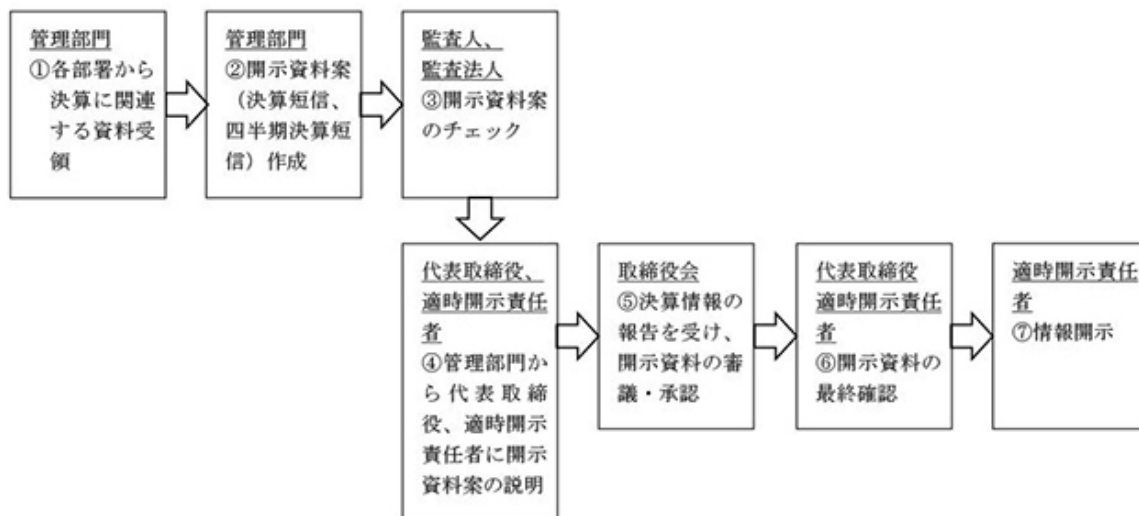 管理部門
①各部署から
決算に関連
する資料受
領
管理部門
②開示資料案
（決算短信、
四半期決算短
信）作成
監査人、
監査法人
③開示資料案
のチェック
代表取締役、
適時開示責任
者
④管理部門か
ら代表取締
役、適時開示
責任者に開示
資料案の説明
取締役会
⑤決算情報の
報告を受け、
開示資料の審
議・承認
代表取締役
適時開示責任
者
⑥開示資料の
最終確認
適時開示責任
者
⑦情報開示